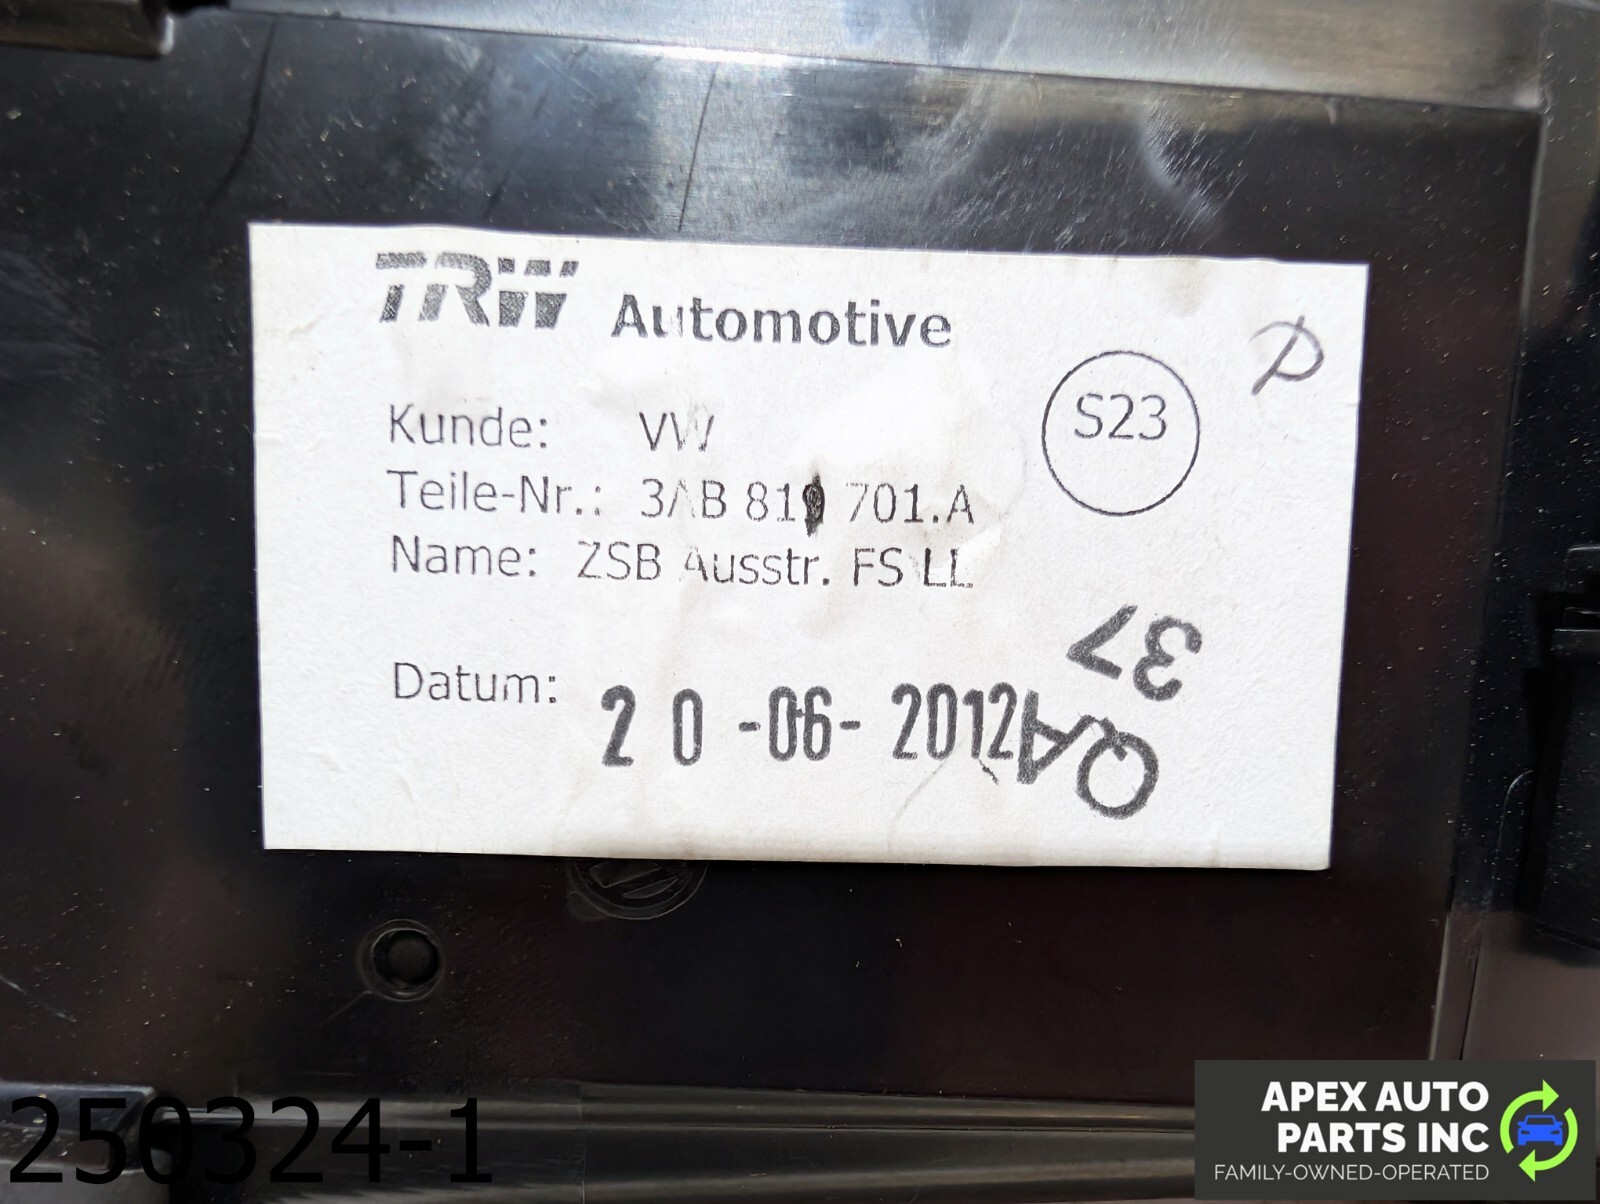 TRW Automotive
S23
D
Kunde: VW
Teile-Nr.: 3AB 819 701.A
Name: ZSB Ausstr. FS LL
37
QA
Datum: 20-06-2012
250324-1
APEX AUTO
PARTS INC
FAMILY-OWNED-OPERATED